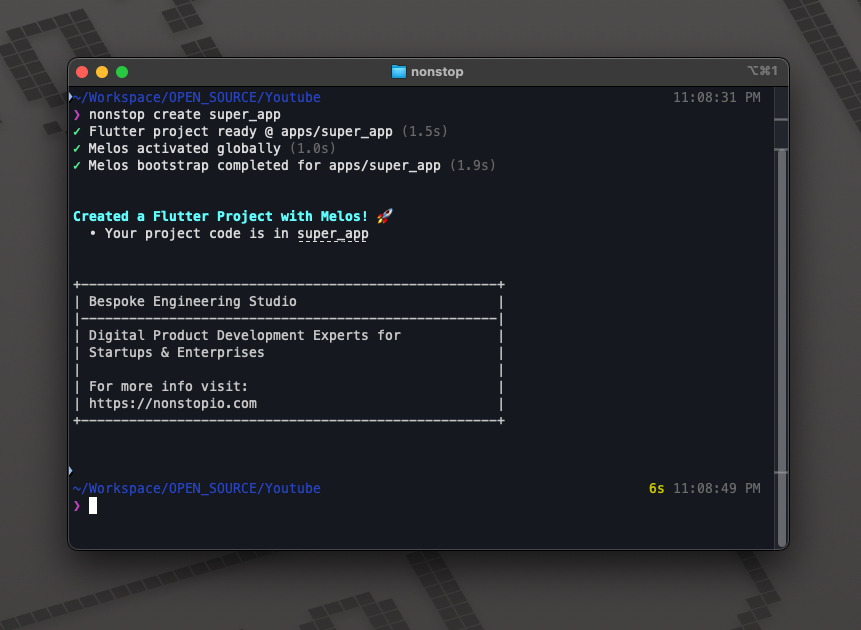 nonstop
⌥⌘1
~/Workspace/OPEN_SOURCE/Youtube 11:08:31 PM
❯ nonstop create super_app
✓ Flutter project ready @ apps/super_app (1.5s)
✓ Melos activated globally (1.0s)
✓ Melos bootstrap completed for apps/super_app (1.9s)
Created a Flutter Project with Melos! 🚀
• Your project code is in super_app
Bespoke Engineering Studio
Digital Product Development Experts for
Startups & Enterprises
For more info visit:
https://nonstopio.com
~/Workspace/OPEN_SOURCE/Youtube 6s 11:08:49 PM
❯